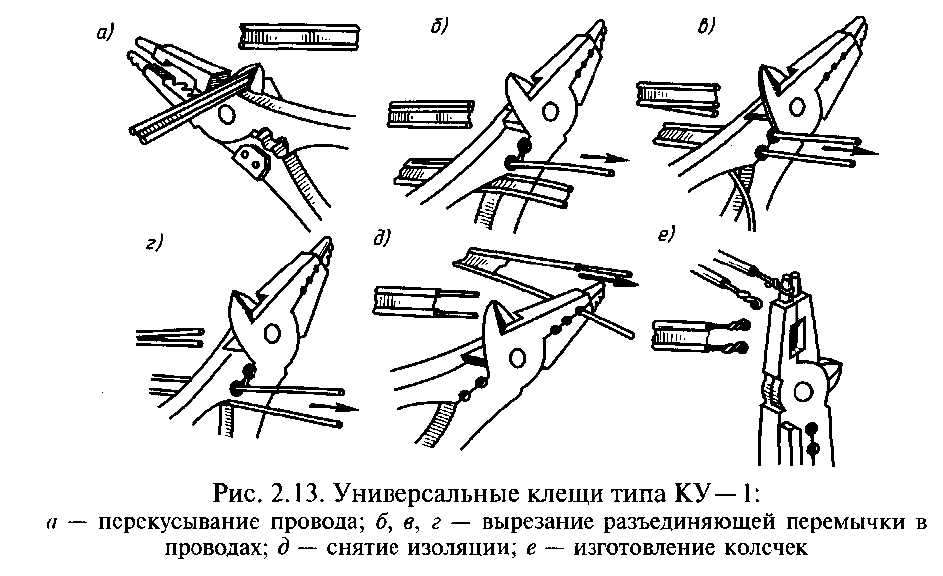 а)
б)
в)
г)
д)
е)
Рис. 2.13. Универсальные клещи типа КУ—1:
а — перекусывание провода; б, в, г — вырезание разъединяющей перемычки в
проводах; д — снятие изоляции; е — изготовление колечек